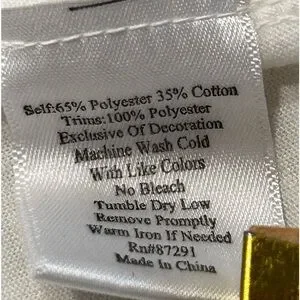 Self:65% Polyester 35% Cotton
Trims:100% Polyester
Exclusive Of Decoration
Machine Wash Cold
With Like Colors
No Bleach
Tumble Dry Low
Remove Promptly
Warm Iron If Needed
Rn#87291
Made In China